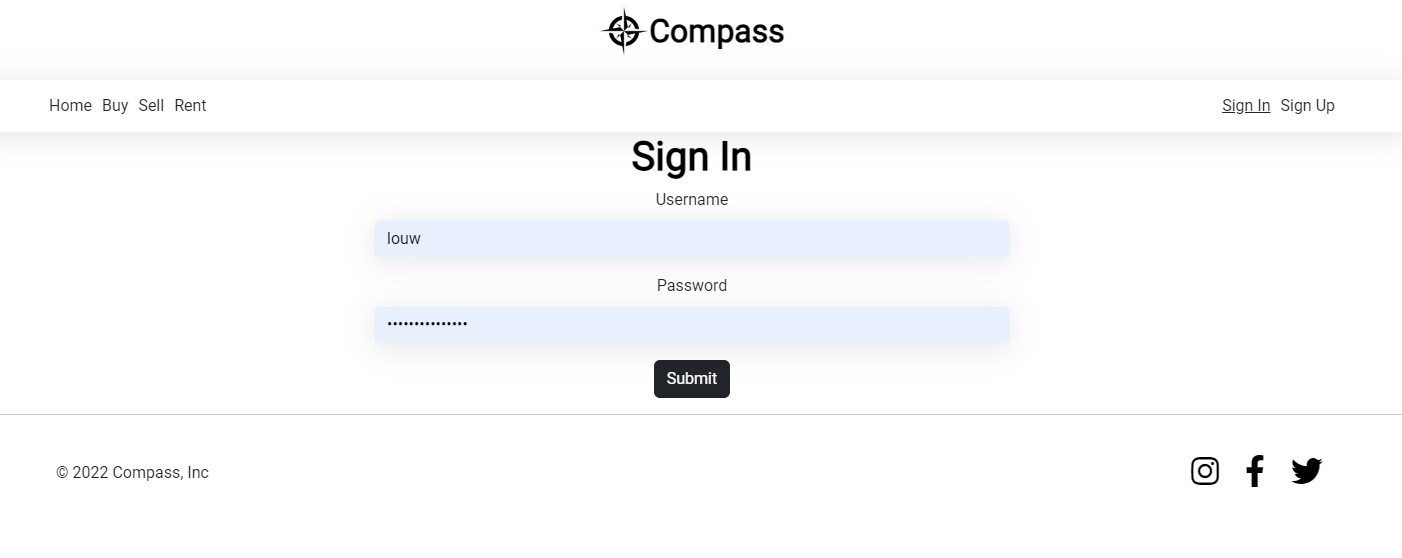 Compass
Home Buy Sell Rent Sign In Sign Up
Sign In
Username
louw
Password
•••••••••••••••
Submit
© 2022 Compass, Inc